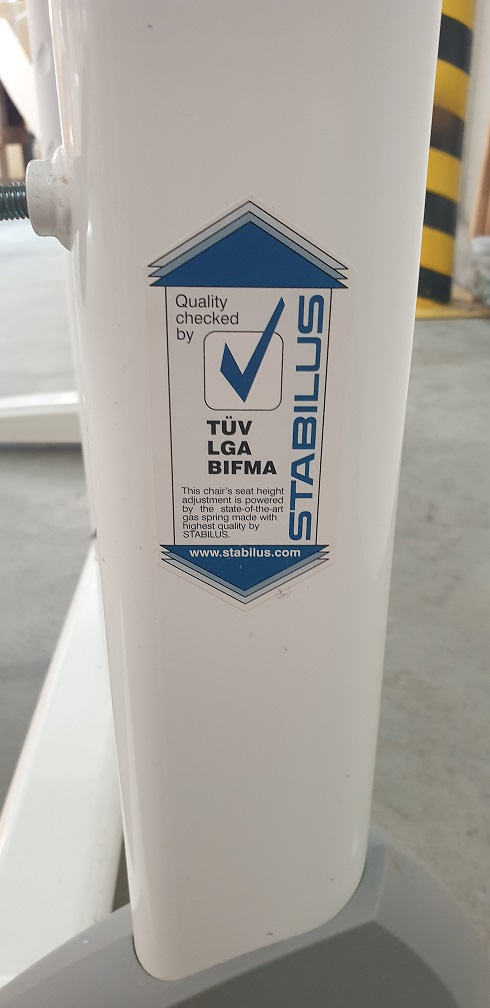 Quality
checked
by
TÜV
LGA
BIFMA
This chair's seat height
adjustment is powered
by the state-of-the-art
gas spring made with
highest quality by
STABILUS.
STABILUS
www.stabilus.com